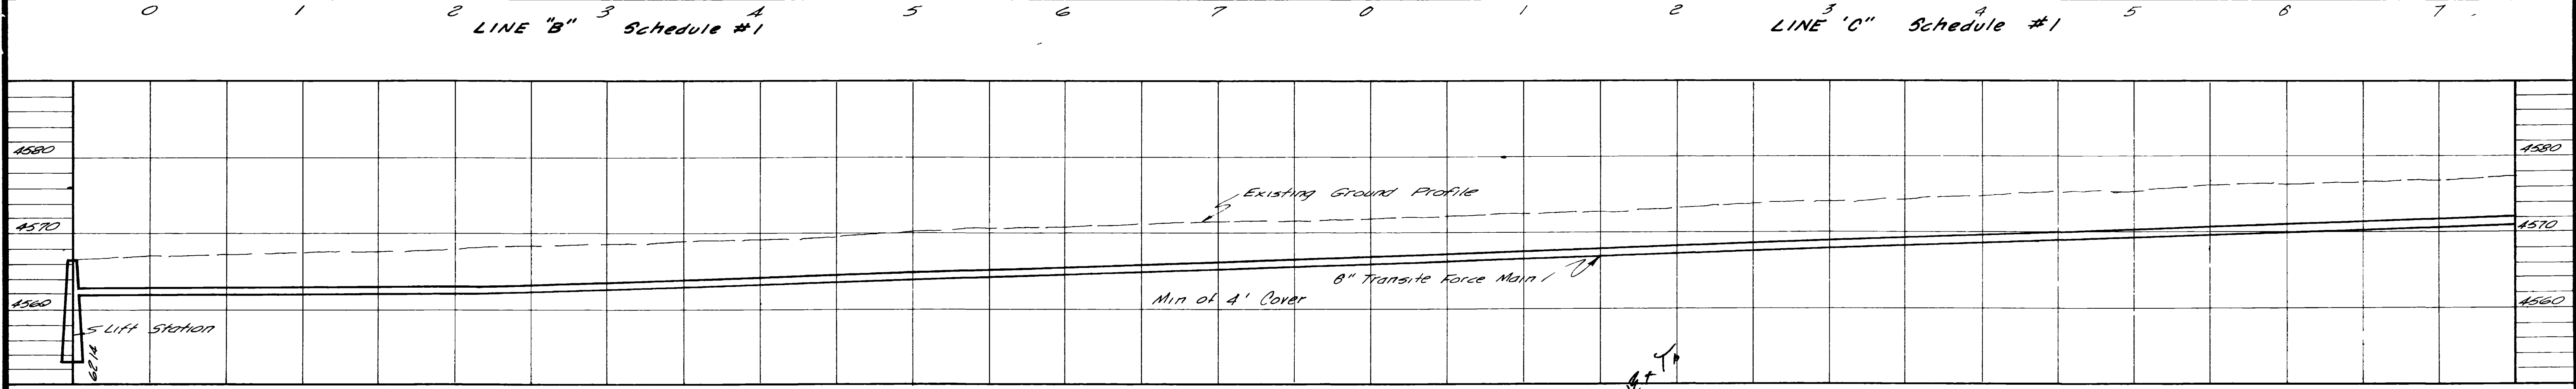 0 1 2 3 4 5 6 7 0 1 2 3 4 5 6 7
LINE "B" Schedule #1 LINE 'C" Schedule #1
4580 4580
Existing Ground Profile
4570 4570
Transite Force Main
Min of 4' Cover
4560 4560
Lift Station